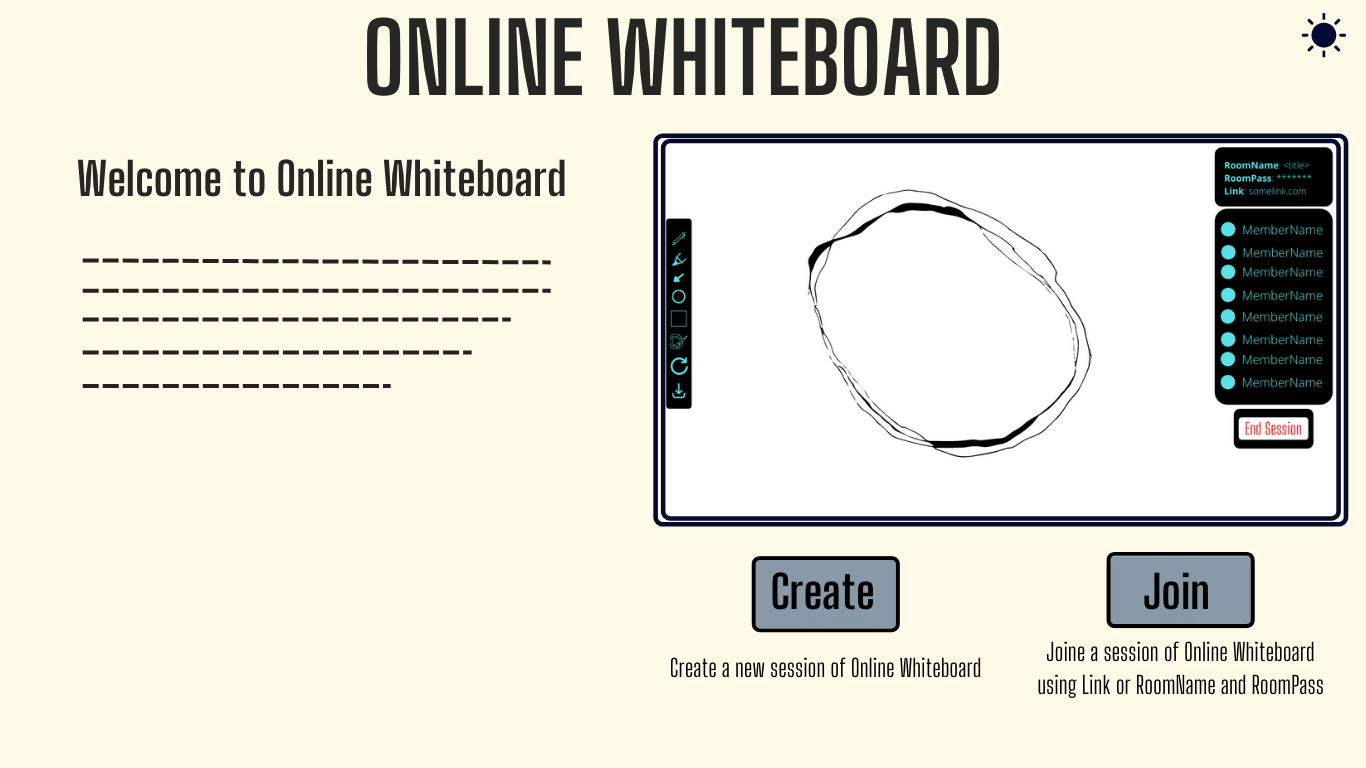 ONLINE WHITEBOARD
Welcome to Online Whiteboard
RoomName: <title>
RoomPass: *******
Link: somelink.com
MemberName
MemberName
MemberName
MemberName
MemberName
MemberName
MemberName
MemberName
End Session
Create
Create a new session of Online Whiteboard
Join
Joine a session of Online Whiteboard
using Link or RoomName and RoomPass